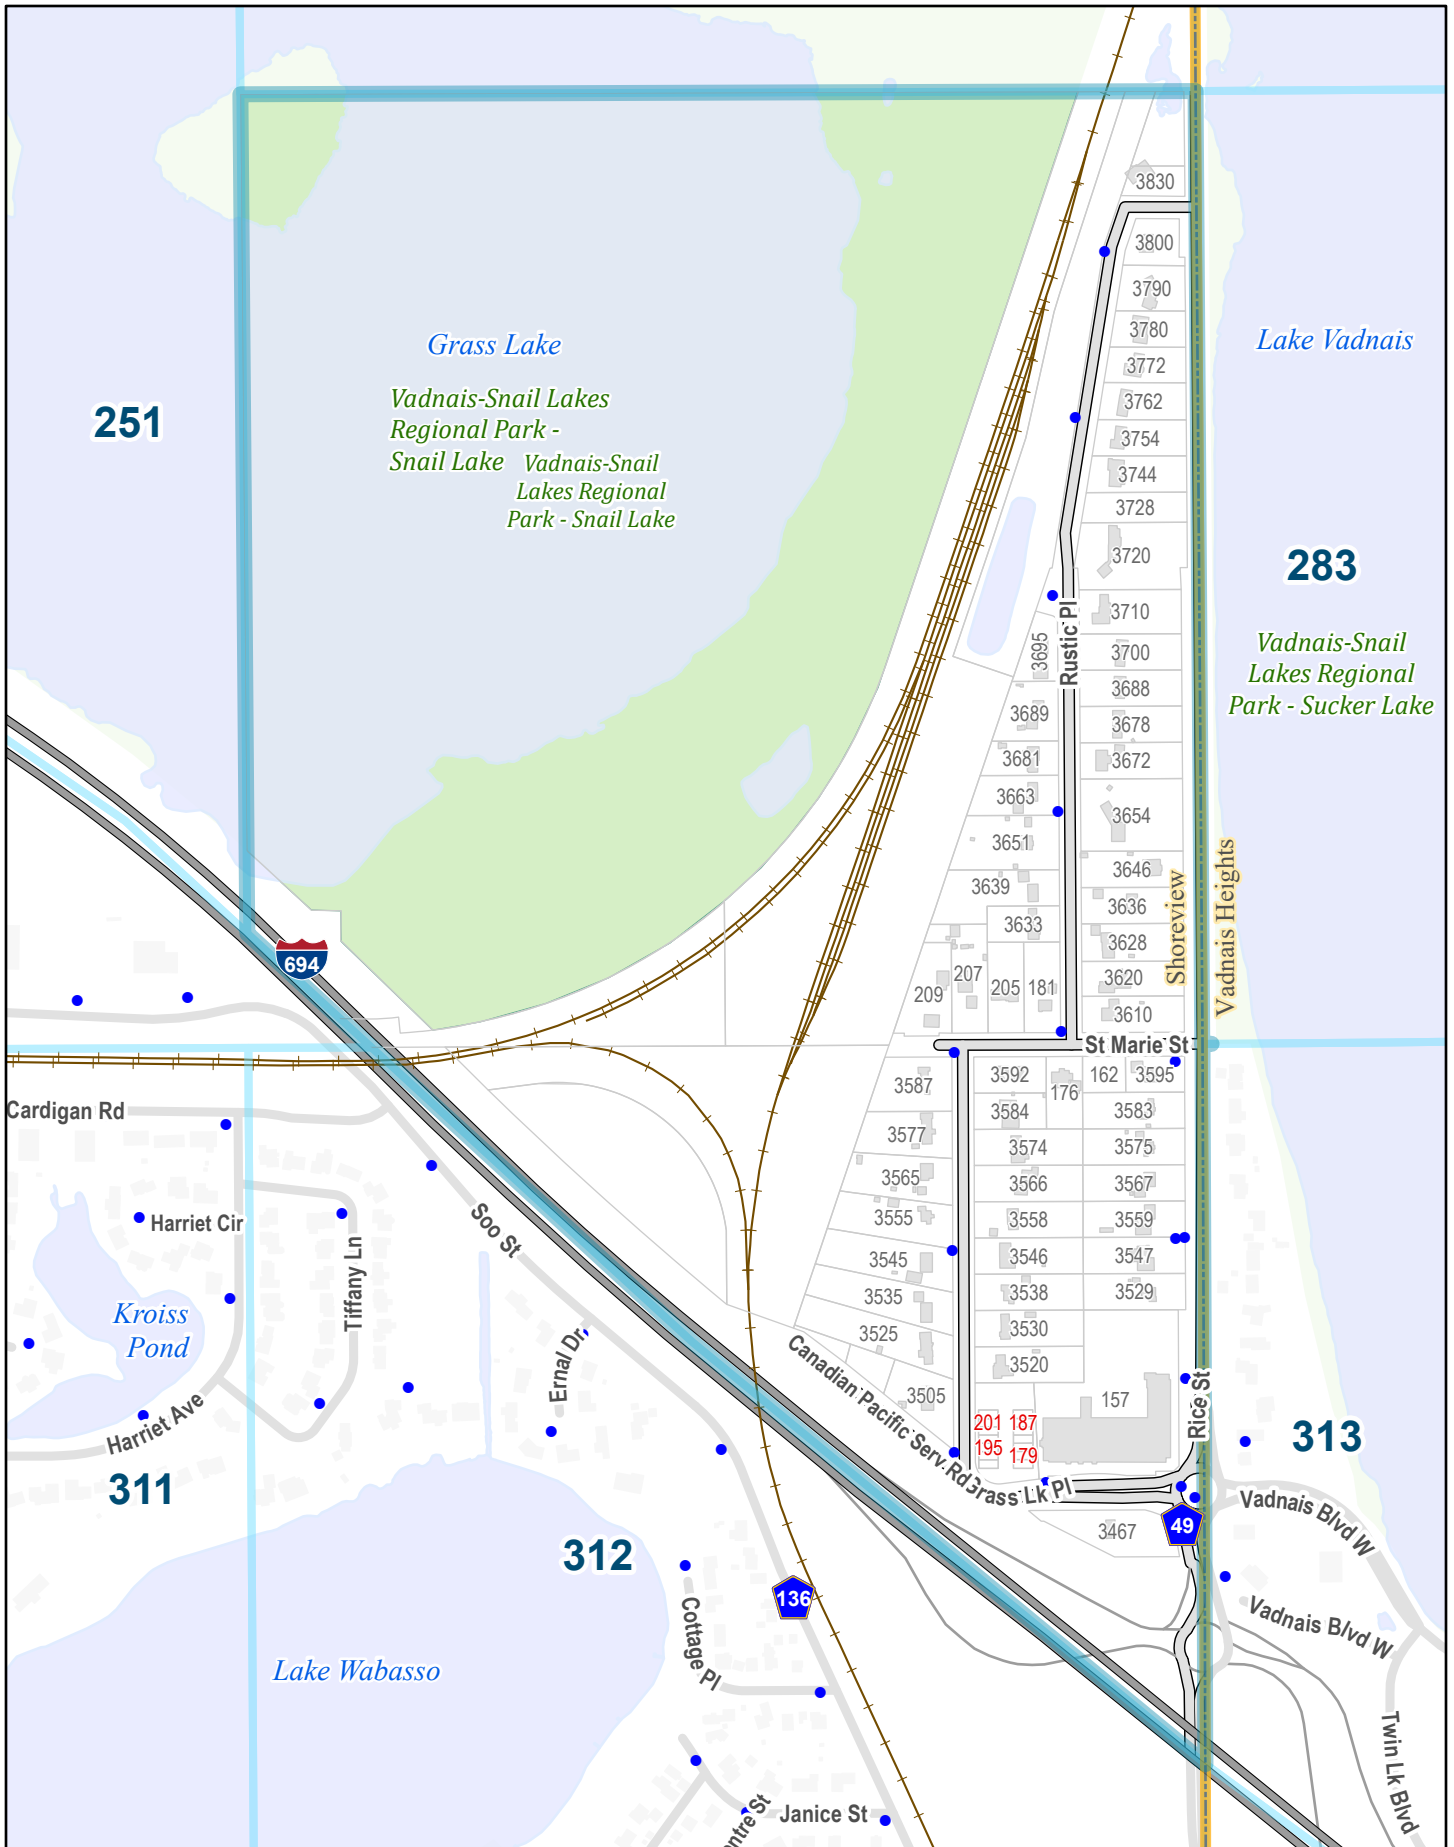 3830
3800
3790
Grass Lake
Lake Vadnais
3780
3772
Vadnais-Snail Lakes
Regional Park -
Snail Lake
3762
251
3754
Vadnais-Snail
Lakes Regional
Park - Snail Lake
3744
3728
3720
283
3710
Rustic Pl
3695
3700
Vadnais-Snail
Lakes Regional
Park - Sucker Lake
3688
3689
3678
3681
3672
3663
3654
3651
3646
3639
3636
Shoreview
Vadnais Heights
3633
3628
694
207
3620
209
205
181
3610
St Marie St
3587
3592
176
162
3595
Cardigan Rd
3584
3583
3577
3574
3575
3565
3566
3567
Harriet Cir
Soo St
3555
3558
3559
Tiffany Ln
3545
3546
3547
3535
3538
3529
Kroiss
Pond
3525
3530
Ernal Dr
3520
Canadian Pacific Serv Rd
3505
157
Rice St
Harriet Ave
201
187
195
179
313
311
Grass Lk Pl
Vadnais Blvd W
49
3467
312
136
Cottage Pl
Vadnais Blvd W
Lake Wabasso
Twin Lk Blvd
Janice St
entre St